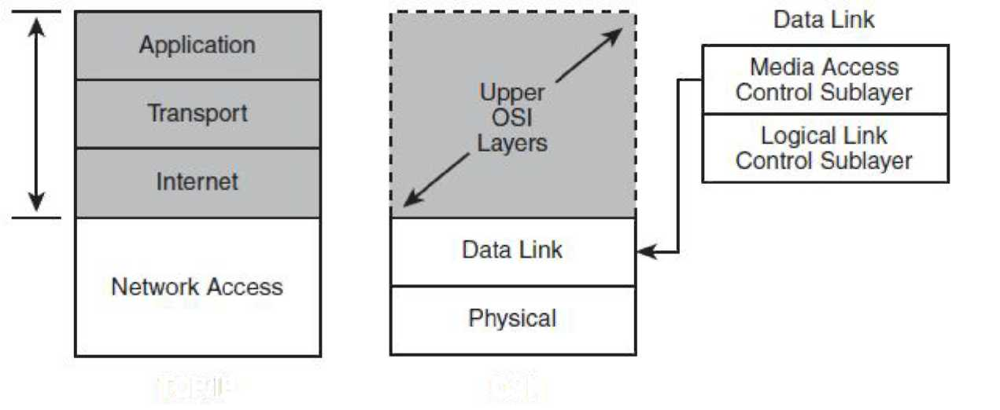 Application
Transport
Internet
Network Access
Upper
OSI
Layers
Data Link
Physical
Data Link
Media Access
Control Sublayer
Logical Link
Control Sublayer